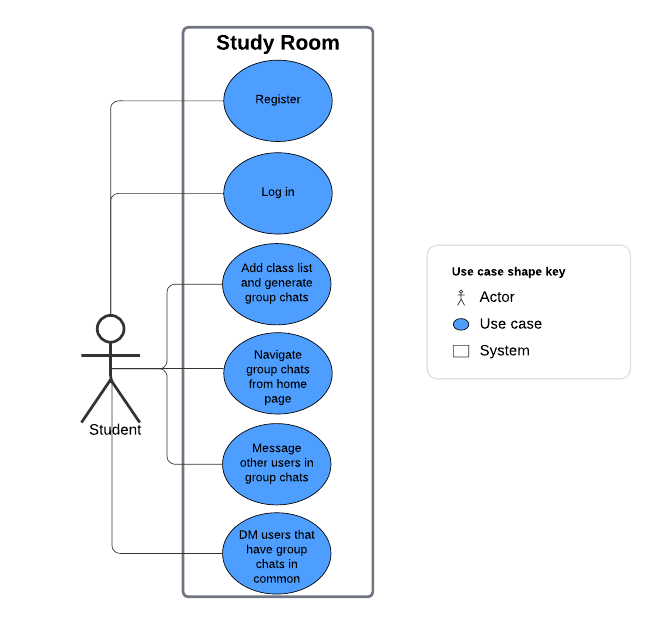 Study Room
Register
Log in
Add class list
and generate
group chats
Navigate
group chats
from home
page
Message
other users in
group chats
DM users that
have group
chats in
common
Student
Use case shape key
Actor
Use case
System